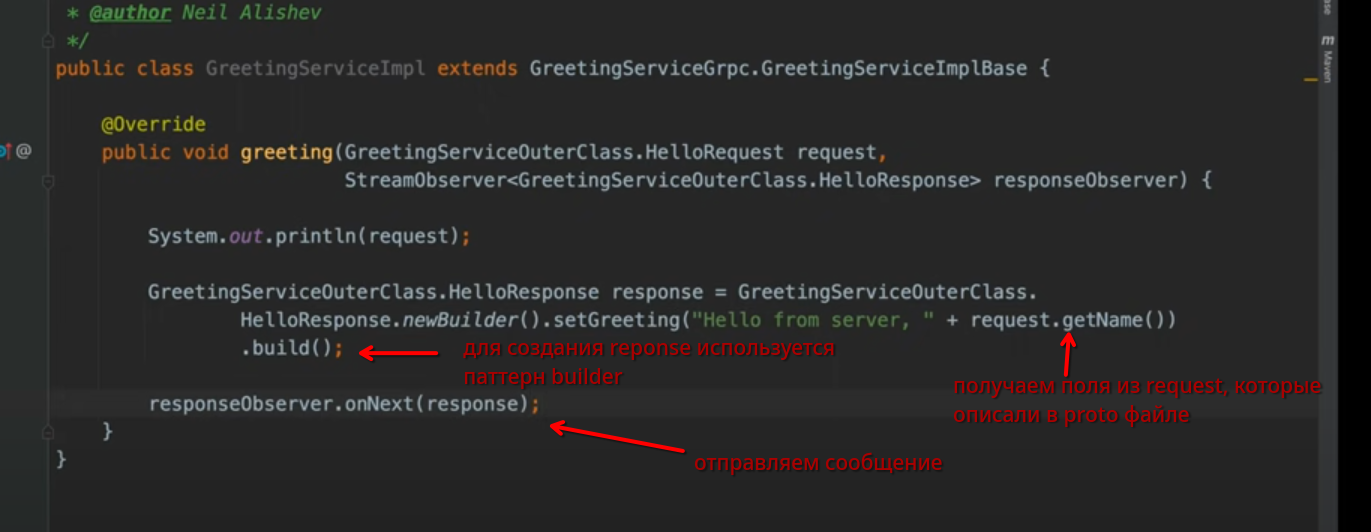 * @author Neil Alishev
*/
public class GreetingServiceImpl extends GreetingServiceGrpc.GreetingServiceImplBase {
@Override
public void greeting(GreetingServiceOuterClass.HelloRequest request,
StreamObserver<GreetingServiceOuterClass.HelloResponse> responseObserver) {
System.out.println(request);
GreetingServiceOuterClass.HelloResponse response = GreetingServiceOuterClass.
HelloResponse.newBuilder().setGreeting("Hello from server, " + request.getName())
.build();
для создания reponse используется
паттерн builder
получаем поля из request, которые
описали в proto файле
responseObserver.onNext(response);
отправляем сообщение
}
}
m Maven